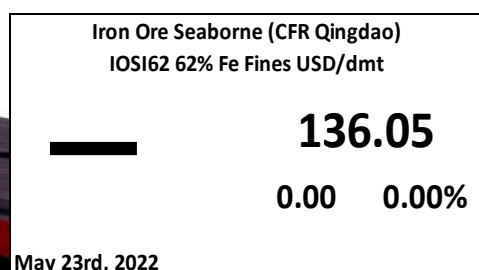 Iron Ore Seaborne (CFR Qingdao)
IOSI62 62% Fe Fines USD/dmt
136.05
0.00 0.00%
May 23rd, 2022